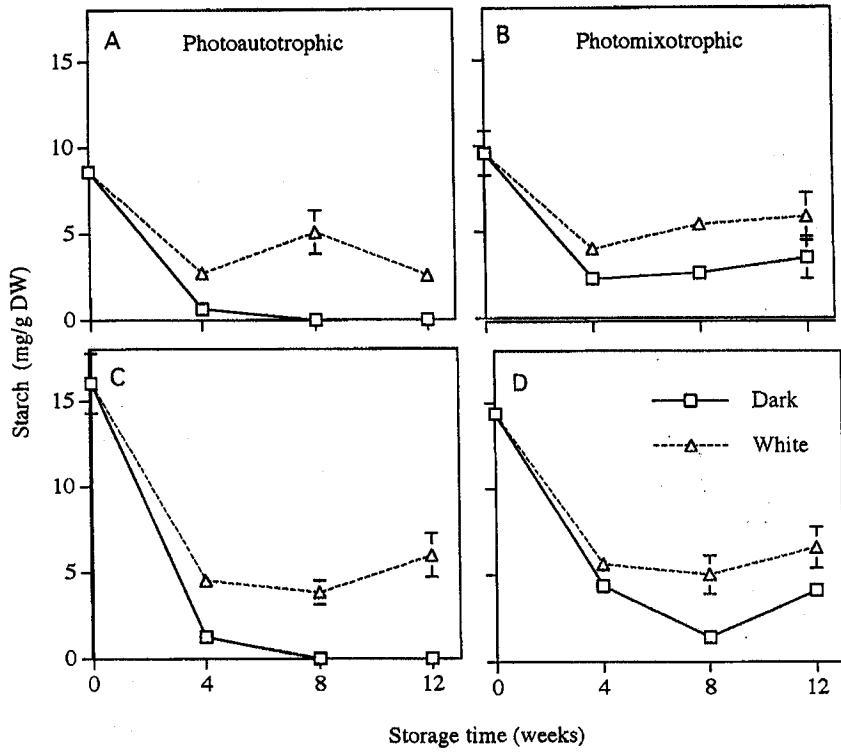 A
Photoautotrophic
B
Photomixotrophic
15
10
5
0
C
D
Dark
White
15
10
5
0
0
4
8
12
0
4
8
12
Starch (mg/g DW)
Storage time (weeks)